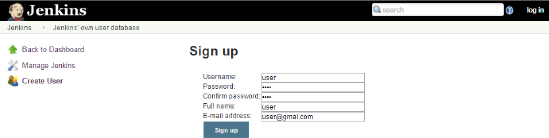 Jenkins
search
log in
Jenkins
Jenkins' own user database
Back to Dashboard
Manage Jenkins
Create User
Sign up
Username: user
Password: ••••
Confirm password: ••••
Full name: user
E-mail address: user@gmail.com
Sign up